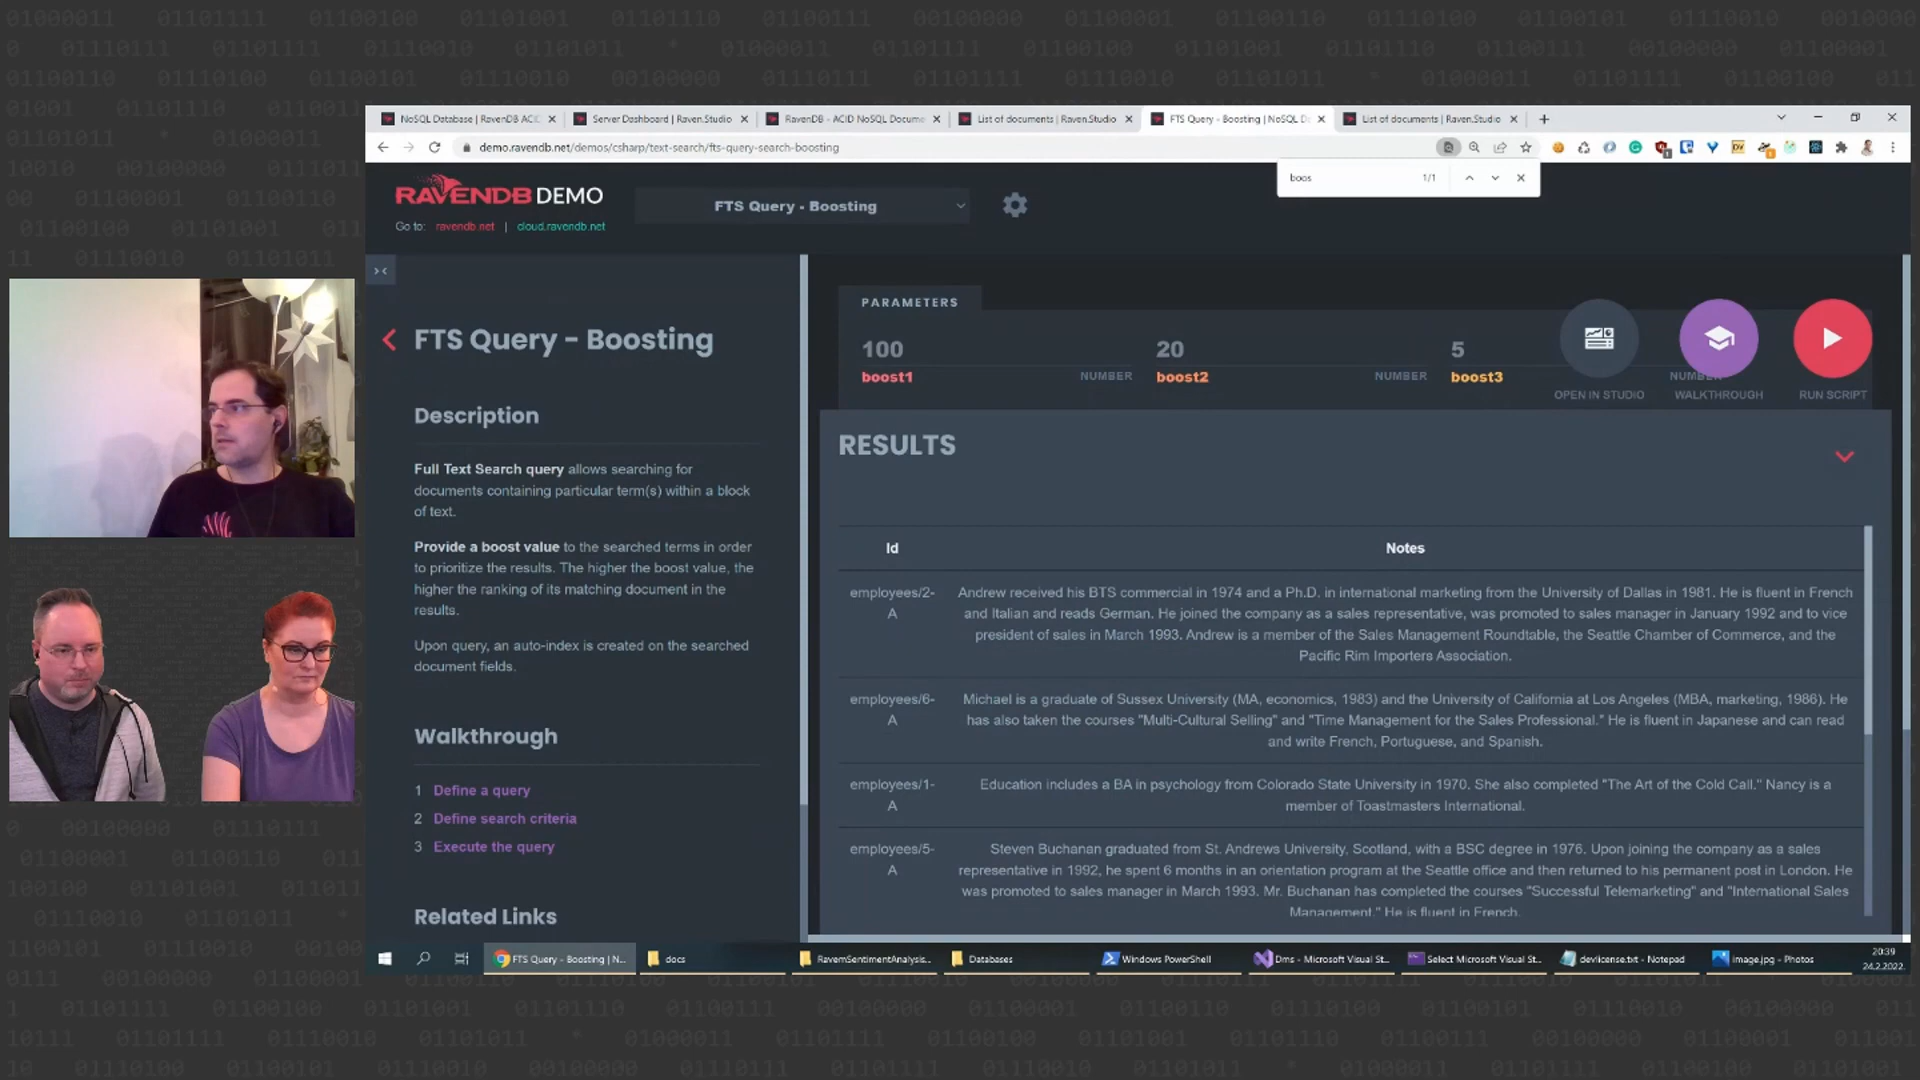 NoSQL Database | RavenDB ACID
Server Dashboard | Raven.Studio
RavenDB - ACID NoSQL Docume
List of documents | Raven.Studio
FTS Query - Boosting | NoSQL D
List of documents | Raven.Studio
demo.ravendb.net/demos/csharp/text-search/fts-query-search-boosting
boos
1/1
RAVENDB DEMO
Go to: ravendb.net | cloud.ravendb.net
FTS Query - Boosting
FTS Query - Boosting
Description
Full Text Search query allows searching for
documents containing particular term(s) within a block
of text.
Provide a boost value to the searched terms in order
to prioritize the results. The higher the boost value, the
higher the ranking of its matching document in the
results.
Upon query, an auto-index is created on the searched
document fields.
Walkthrough
1 Define a query
2 Define search criteria
3 Execute the query
Related Links
PARAMETERS
100
boost1
NUMBER
20
boost2
NUMBER
5
boost3
NUMBER
OPEN IN STUDIO
WALKTHROUGH
RUN SCRIPT
RESULTS
Id
Notes
employees/2-
A
Andrew received his BTS commercial in 1974 and a Ph.D. in international marketing from the University of Dallas in 1981. He is fluent in French
and Italian and reads German. He joined the company as a sales representative, was promoted to sales manager in January 1992 and to vice
president of sales in March 1993. Andrew is a member of the Sales Management Roundtable, the Seattle Chamber of Commerce, and the
Pacific Rim Importers Association.
employees/6-
A
Michael is a graduate of Sussex University (MA, economics, 1983) and the University of California at Los Angeles (MBA, marketing, 1986). He
has also taken the courses "Multi-Cultural Selling" and "Time Management for the Sales Professional." He is fluent in Japanese and can read
and write French, Portuguese, and Spanish.
employees/1-
A
Education includes a BA in psychology from Colorado State University in 1970. She also completed "The Art of the Cold Call." Nancy is a
member of Toastmasters International.
employees/5-
A
Steven Buchanan graduated from St. Andrews University, Scotland, with a BSC degree in 1976. Upon joining the company as a sales
representative in 1992, he spent 6 months in an orientation program at the Seattle office and then returned to his permanent post in London. He
was promoted to sales manager in March 1993. Mr. Buchanan has completed the courses "Successful Telemarketing" and "International Sales
Management." He is fluent in French.
FTS Query - Boosting | N...
docs
RavemSentimentAnalysis...
Databases
Windows PowerShell
Dms - Microsoft Visual St...
Select Microsoft Visual St...
devlicense.txt - Notepad
image.jpg - Photos
20:39
24.2.2022